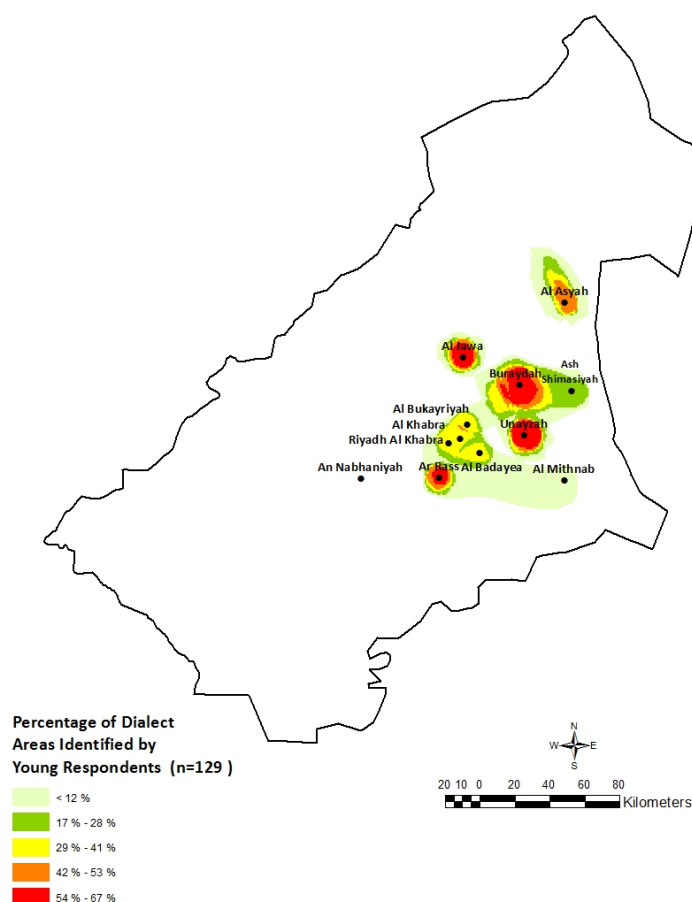 Al Asyah
Al Jawa
Ash
Shimasiyah
Buraydah
Al Bukayriyah
Al Khabra
Unayzah
Riyadh Al Khabra
An Nabhaniyah
Ar Rass
Al Badayea
Al Mithnab
Percentage of Dialect
Areas Identified by
Young Respondents (n=129 )
< 12 %
17 % - 28 %
29 % - 41 %
42 % - 53 %
54 % - 67 %
N
W E
S
20 10 0 20 40 60 80
Kilometers